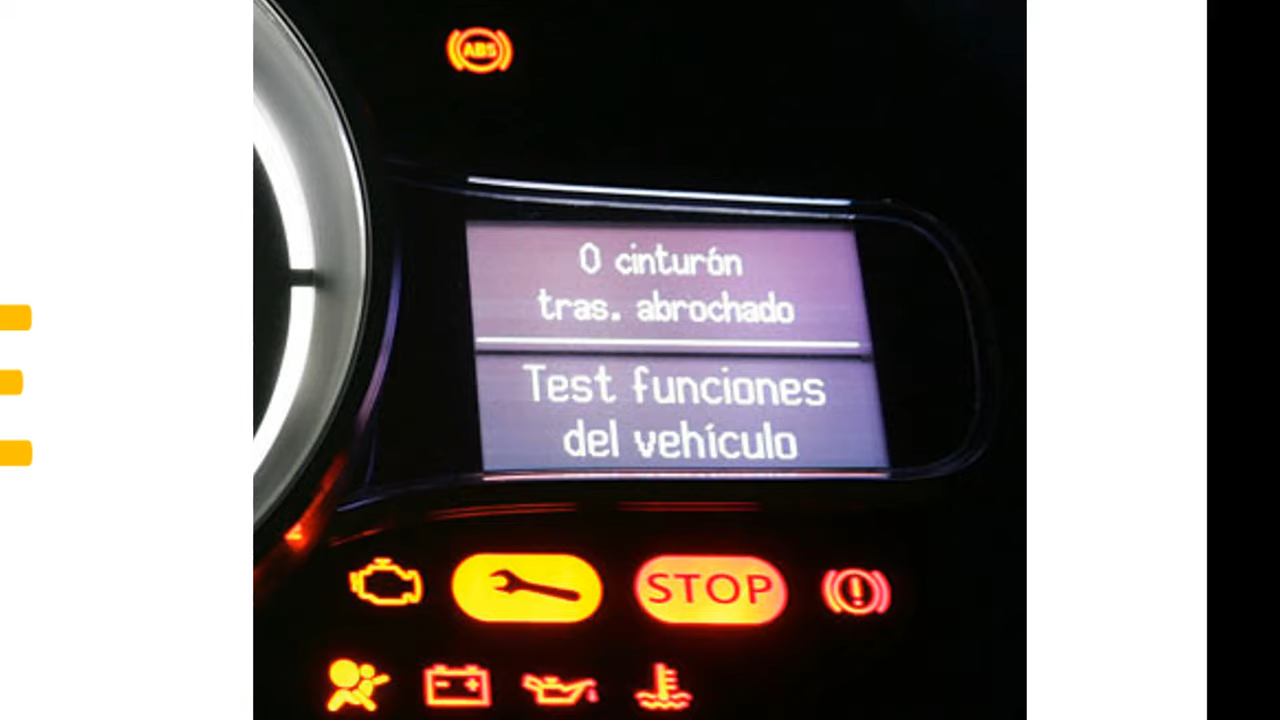 ABS
0 cinturón
tras. abrochado
Test funciones
del vehículo
STOP